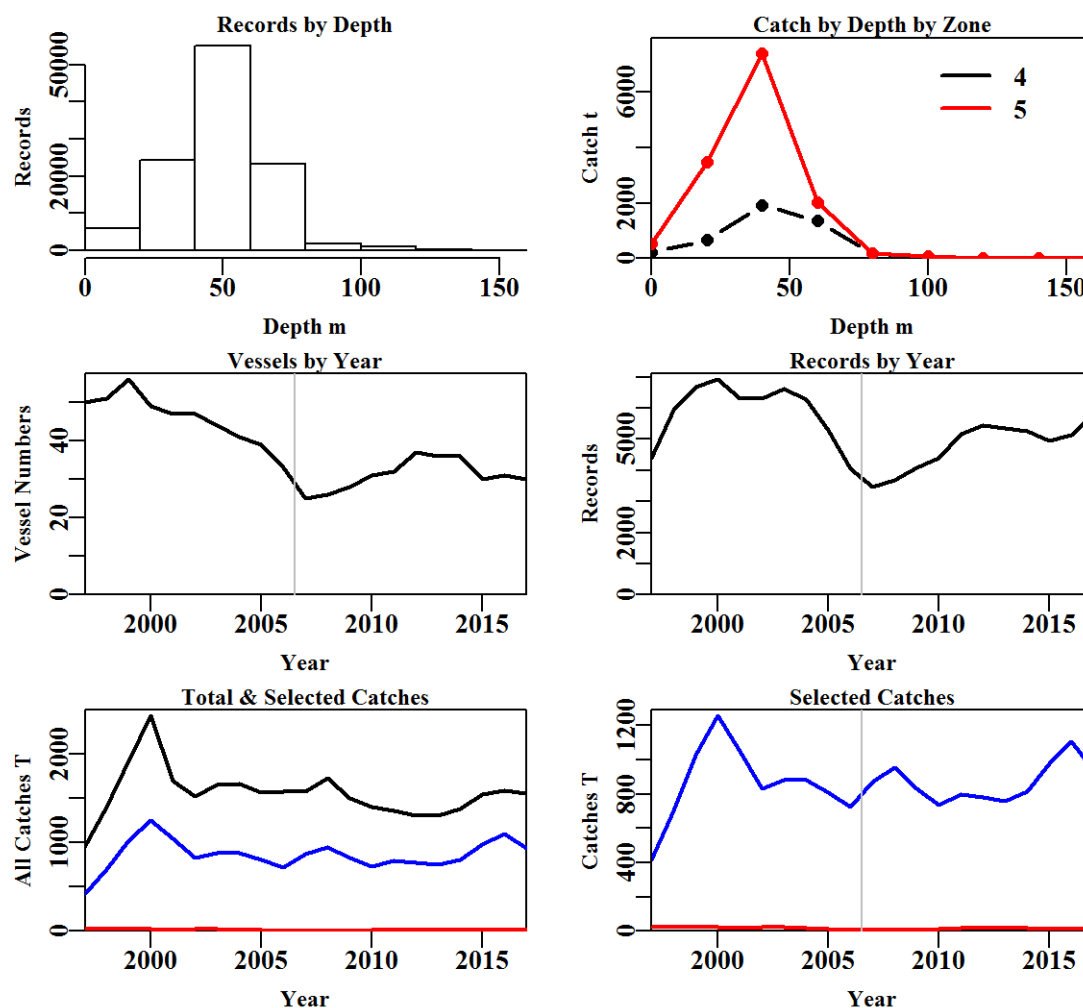 Records by Depth
50000
20000
0
Records
0 50 100 150
Depth m
Catch by Depth by Zone
6000
2000
0
Catch t
4
5
0 50 100 150
Depth m
Vessels by Year
40
20
0
Vessel Numbers
2000 2005 2010 2015
Year
Records by Year
5000
2000
0
Records
2000 2005 2010 2015
Year
Total & Selected Catches
2000
1000
0
All Catches T
2000 2005 2010 2015
Year
Selected Catches
1200
800
400
0
Catches T
2000 2005 2010 2015
Year